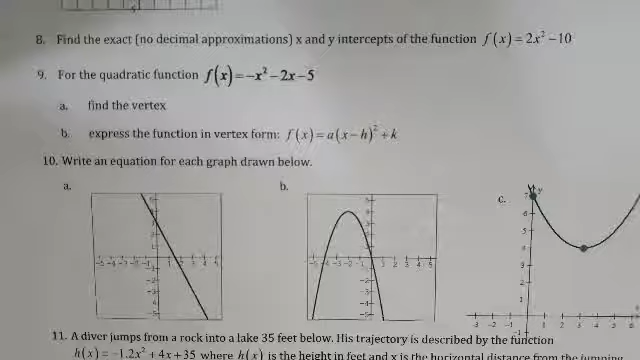 8. Find the exact (no decimal approximations) x and y intercepts of the function f(x)=2x²−10
9. For the quadratic function f(x)=−x²−2x−5
a. find the vertex
b. express the function in vertex form: f(x)=a(x−h)²+k
10. Write an equation for each graph drawn below.
a. b. c.
11. A diver jumps from a rock into a lake 35 feet below. His trajectory is described by the function
h(x)=−1.2x²+4x+35 where h(x) is the height in feet and x is the horizontal distance from the jumping